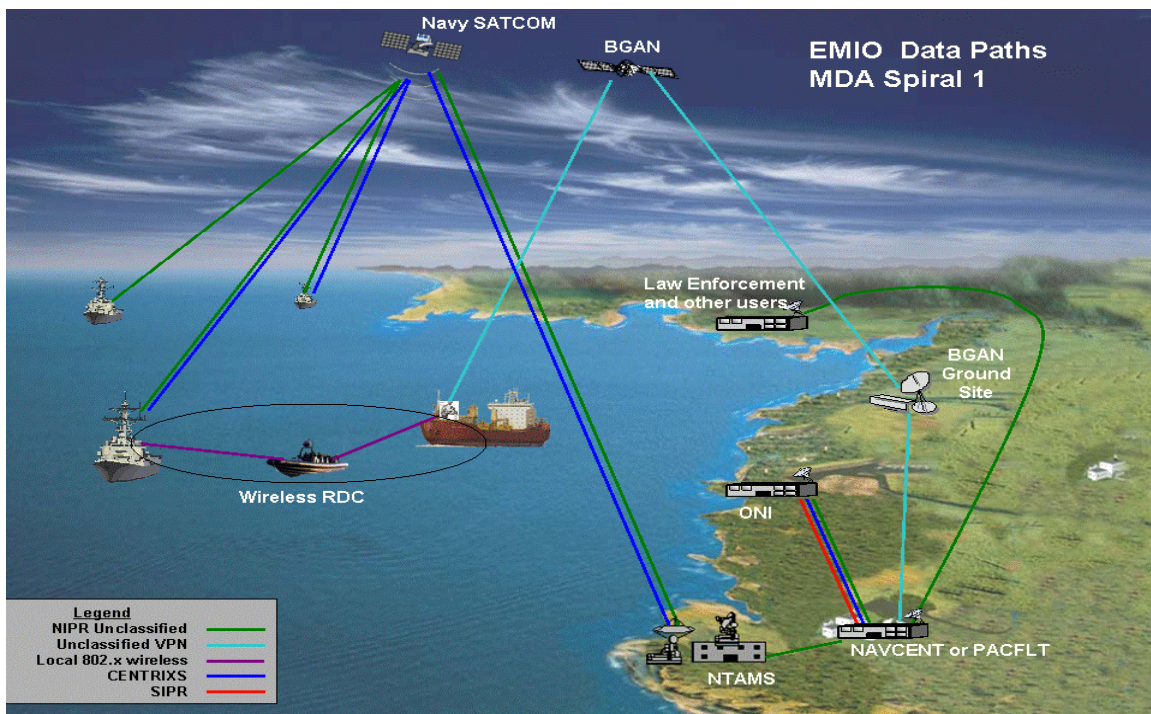 Navy SATCOM
BGAN
EMIO Data Paths
MDA Spiral 1
Law Enforcement
and other users
BGAN
Ground
Site
Wireless RDC
ONI
NTAMS
NAVCENT or PACFLT
Legend
NIPR Unclassified
Unclassified VPN
Local 802.x wireless
CENTRIXS
SIPR